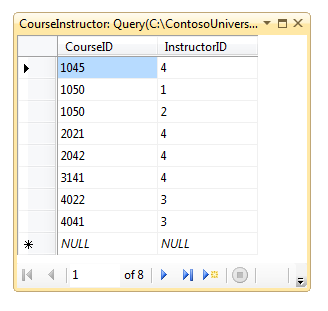 CourseInstructor: Query(C:\ContosoUnivers...
CourseID InstructorID
1045 4
1050 1
1050 2
2021 4
2042 4
3141 4
4022 3
4041 3
NULL NULL
1 of 8